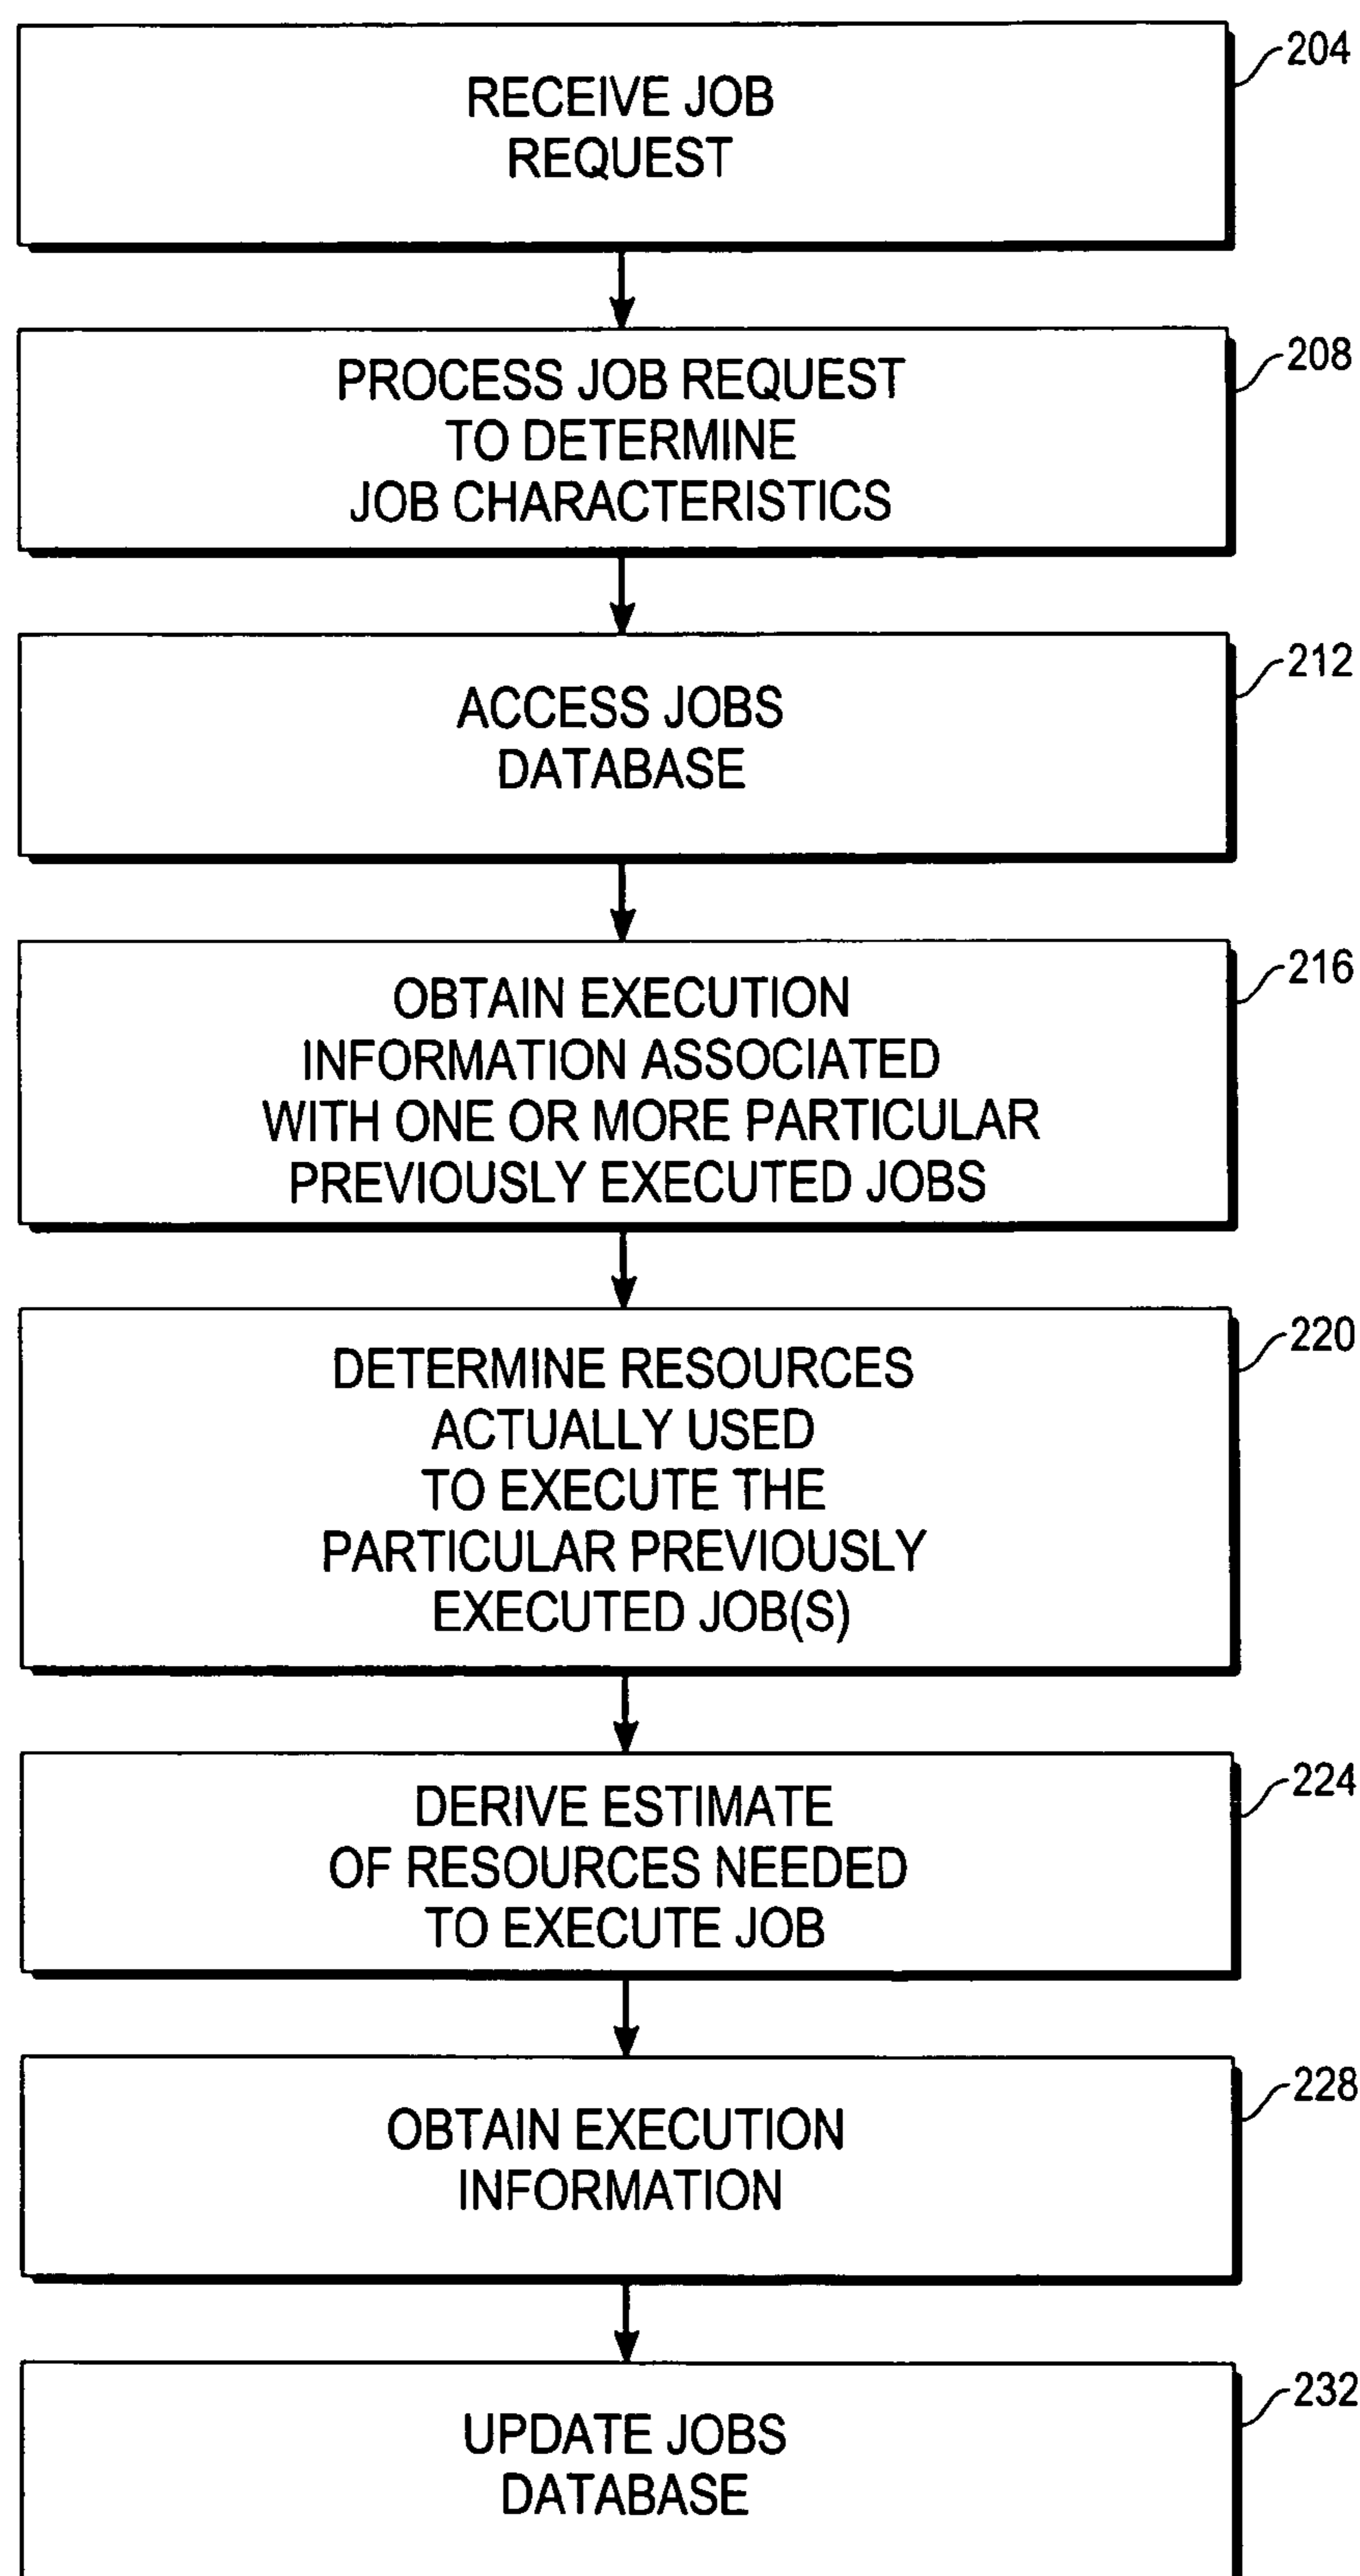 204
RECEIVE JOB
REQUEST
208
PROCESS JOB REQUEST
TO DETERMINE
JOB CHARACTERISTICS
212
ACCESS JOBS
DATABASE
216
OBTAIN EXECUTION
INFORMATION ASSOCIATED
WITH ONE OR MORE PARTICULAR
PREVIOUSLY EXECUTED JOBS
220
DETERMINE RESOURCES
ACTUALLY USED
TO EXECUTE THE
PARTICULAR PREVIOUSLY
EXECUTED JOB(S)
224
DERIVE ESTIMATE
OF RESOURCES NEEDED
TO EXECUTE JOB
228
OBTAIN EXECUTION
INFORMATION
232
UPDATE JOBS
DATABASE